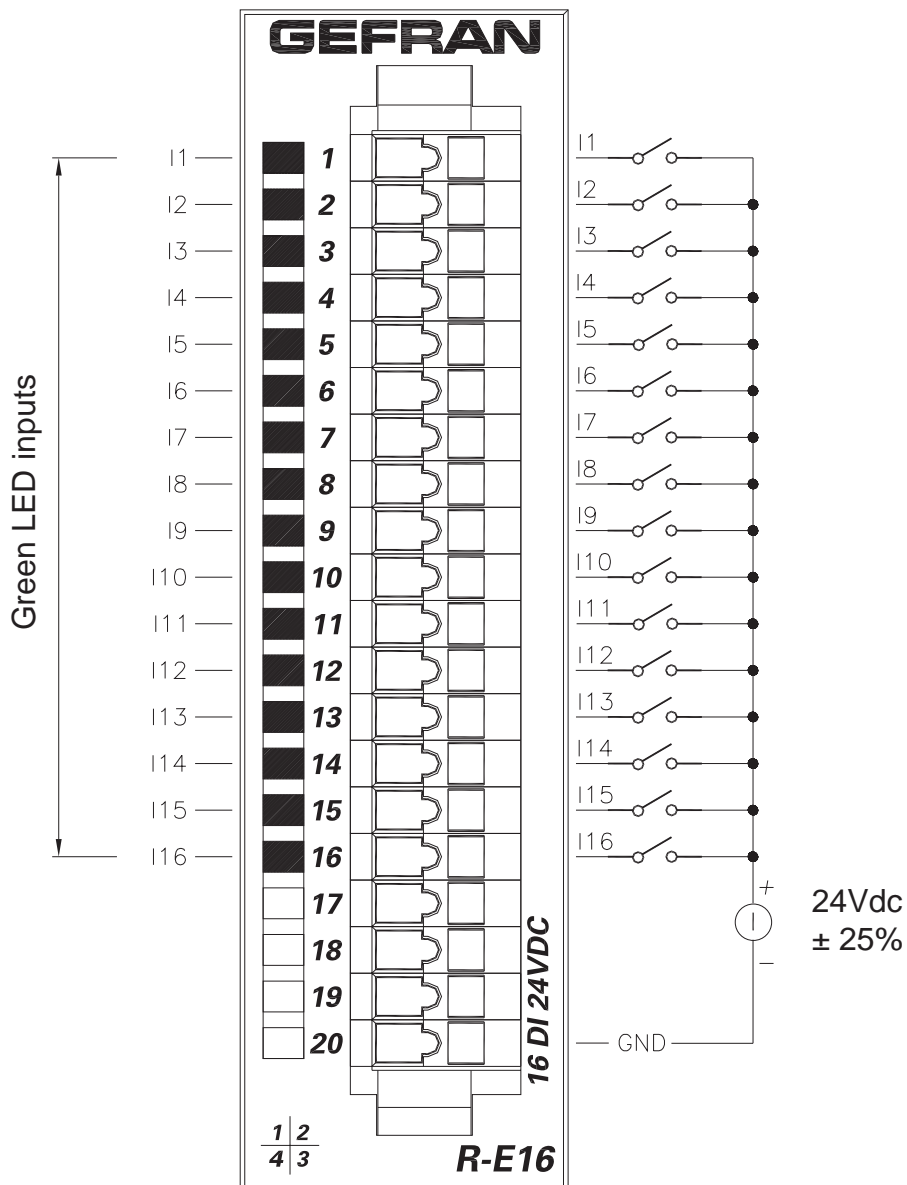 GEFRAN
I1 1 I1
I2 2 I2
I3 3 I3
I4 4 I4
I5 5 I5
I6 6 I6
I7 7 I7
I8 8 I8
I9 9 I9
I10 10 I10
I11 11 I11
I12 12 I12
I13 13 I13
I14 14 I14
I15 15 I15
I16 16 I16
Green LED inputs
17
18
19
20
16 DI 24VDC
+
24Vdc
± 25%
–
GND
1 2
4 3
R-E16